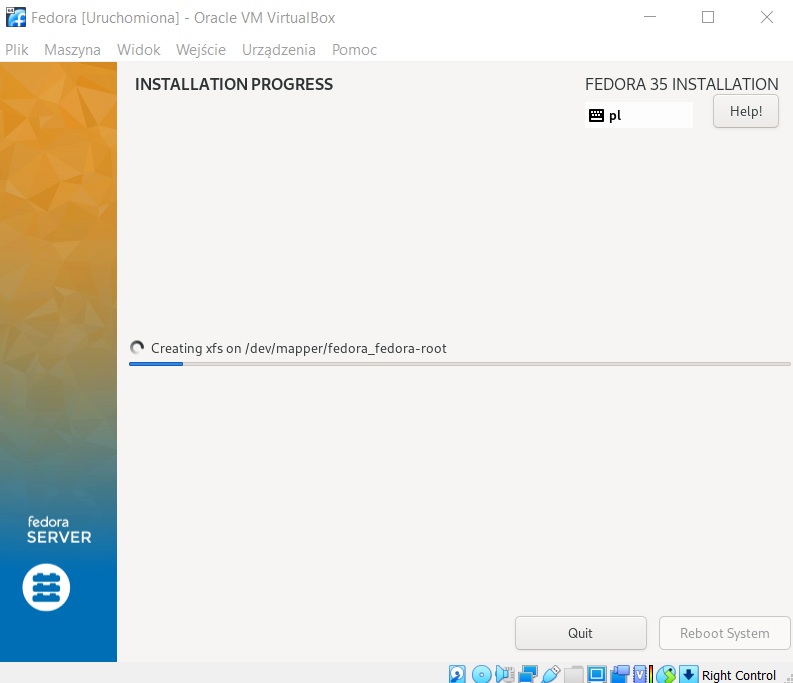 Fedora [Uruchomiona] - Oracle VM VirtualBox
Plik Maszyna Widok Wejście Urządzenia Pomoc
INSTALLATION PROGRESS
FEDORA 35 INSTALLATION
pl
Help!
Creating xfs on /dev/mapper/fedora_fedora-root
fedora
SERVER
Quit
Reboot System
Right Control